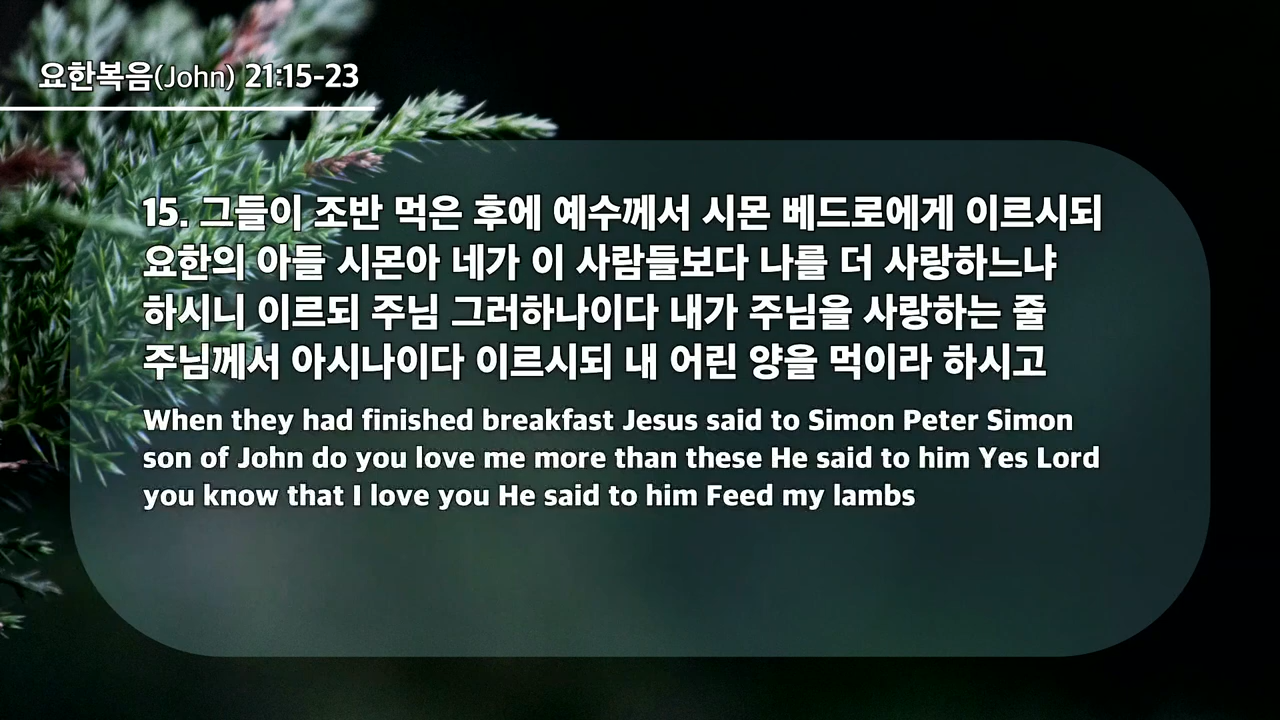 요한복음(John) 21:15-23
15. 그들이 조반 먹은 후에 예수께서 시몬 베드로에게 이르시되
요한의 아들 시몬아 네가 이 사람들보다 나를 더 사랑하느냐
하시니 이르되 주님 그러하나이다 내가 주님을 사랑하는 줄
주님께서 아시나이다 이르시되 내 어린 양을 먹이라 하시고
When they had finished breakfast Jesus said to Simon Peter Simon
son of John do you love me more than these He said to him Yes Lord
you know that I love you He said to him Feed my lambs